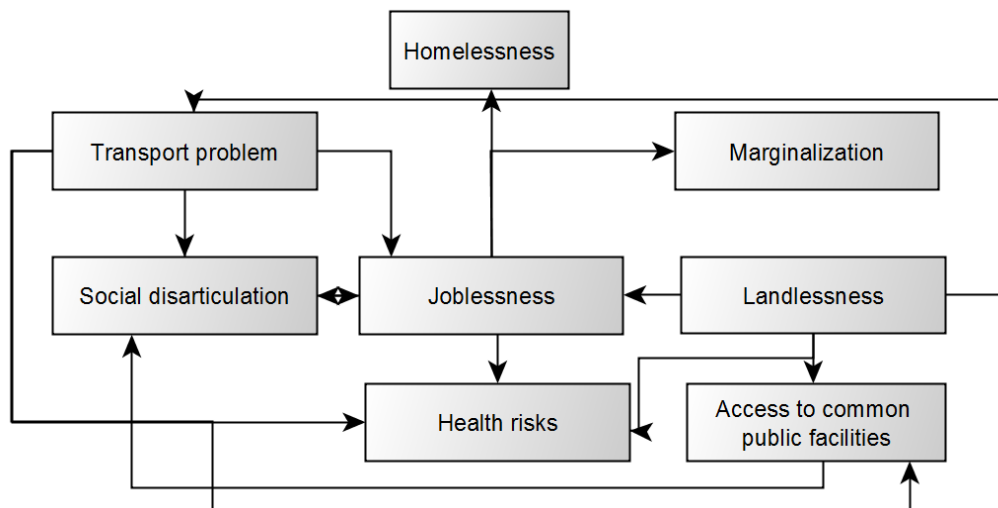 Homelessness
Transport problem
Marginalization
Social disarticulation
Joblessness
Landlessness
Health risks
Access to common
public facilities